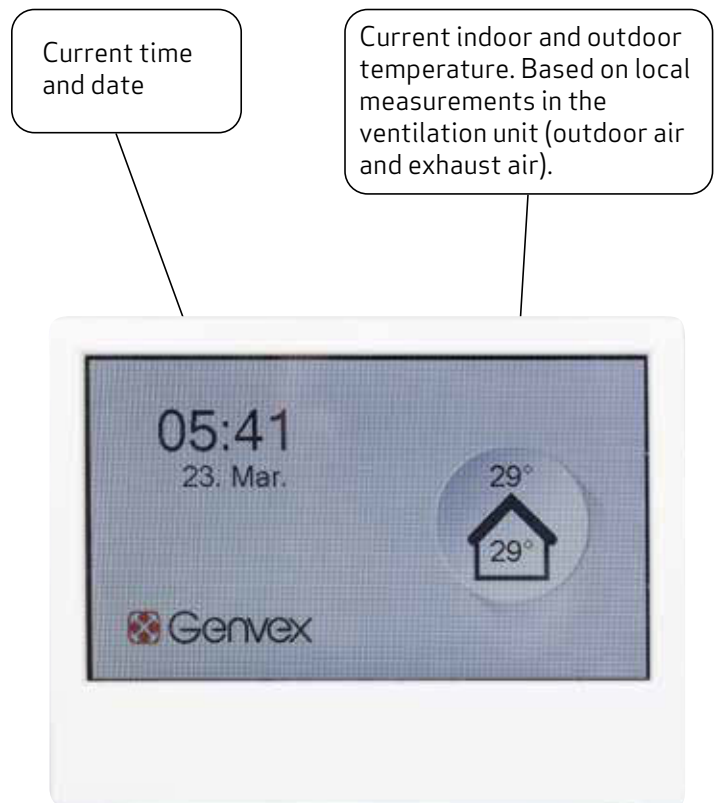 Current time
and date
Current indoor and outdoor
temperature. Based on local
measurements in the
ventilation unit (outdoor air
and exhaust air).
05:41
23. Mar.
29°
29°
Genvex